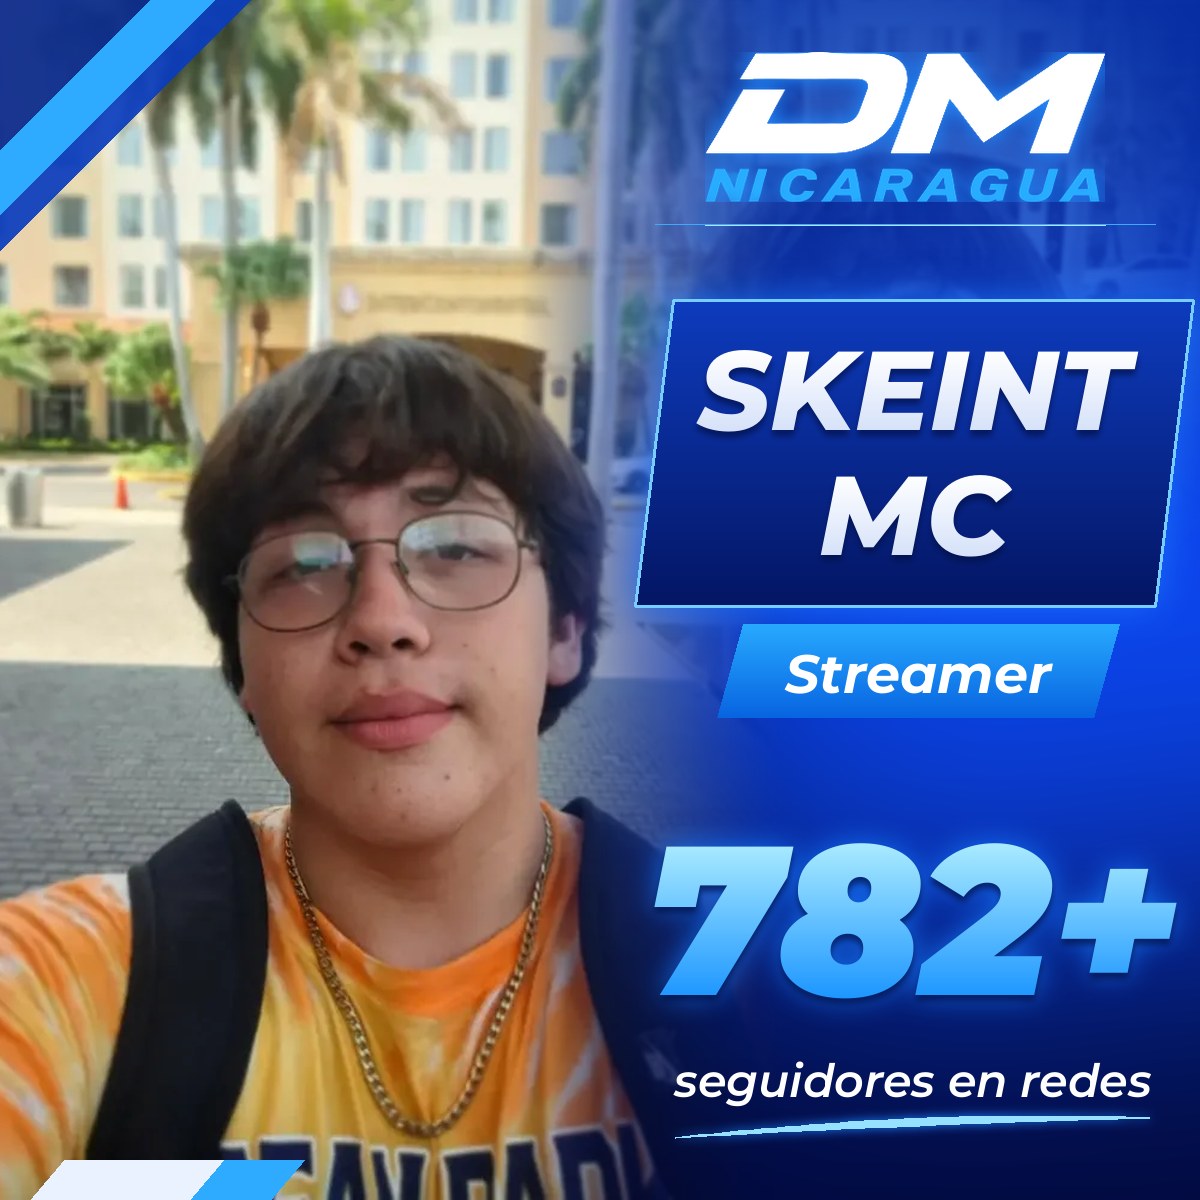 DM
NICARAGUA
SKEINT
MC
Streamer
782+
seguidores en redes